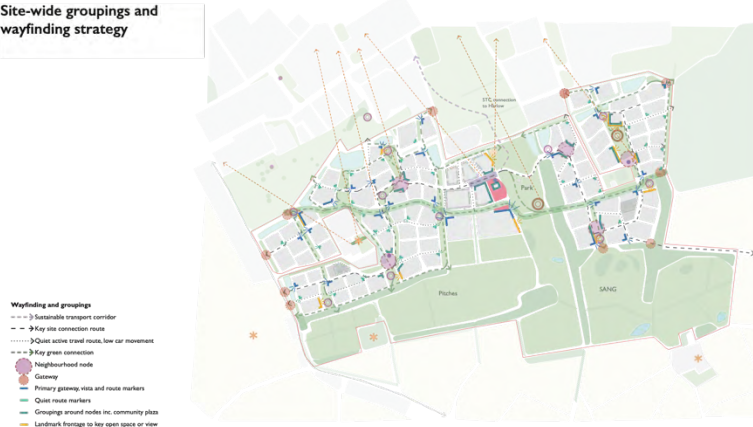 Site-wide groupings and
wayfinding strategy
STC connection
to Harlow
Park
SANG
Pitches
Wayfinding and groupings
Sustainable transport corridor
Key site connection route
Quiet active travel route, low car movement
Key green connection
Neighbourhood node
Gateway
Primary gateway, vista and route markers
Quiet route markers
Groupings around nodes inc. community plaza
Landmark frontage to key open space or view